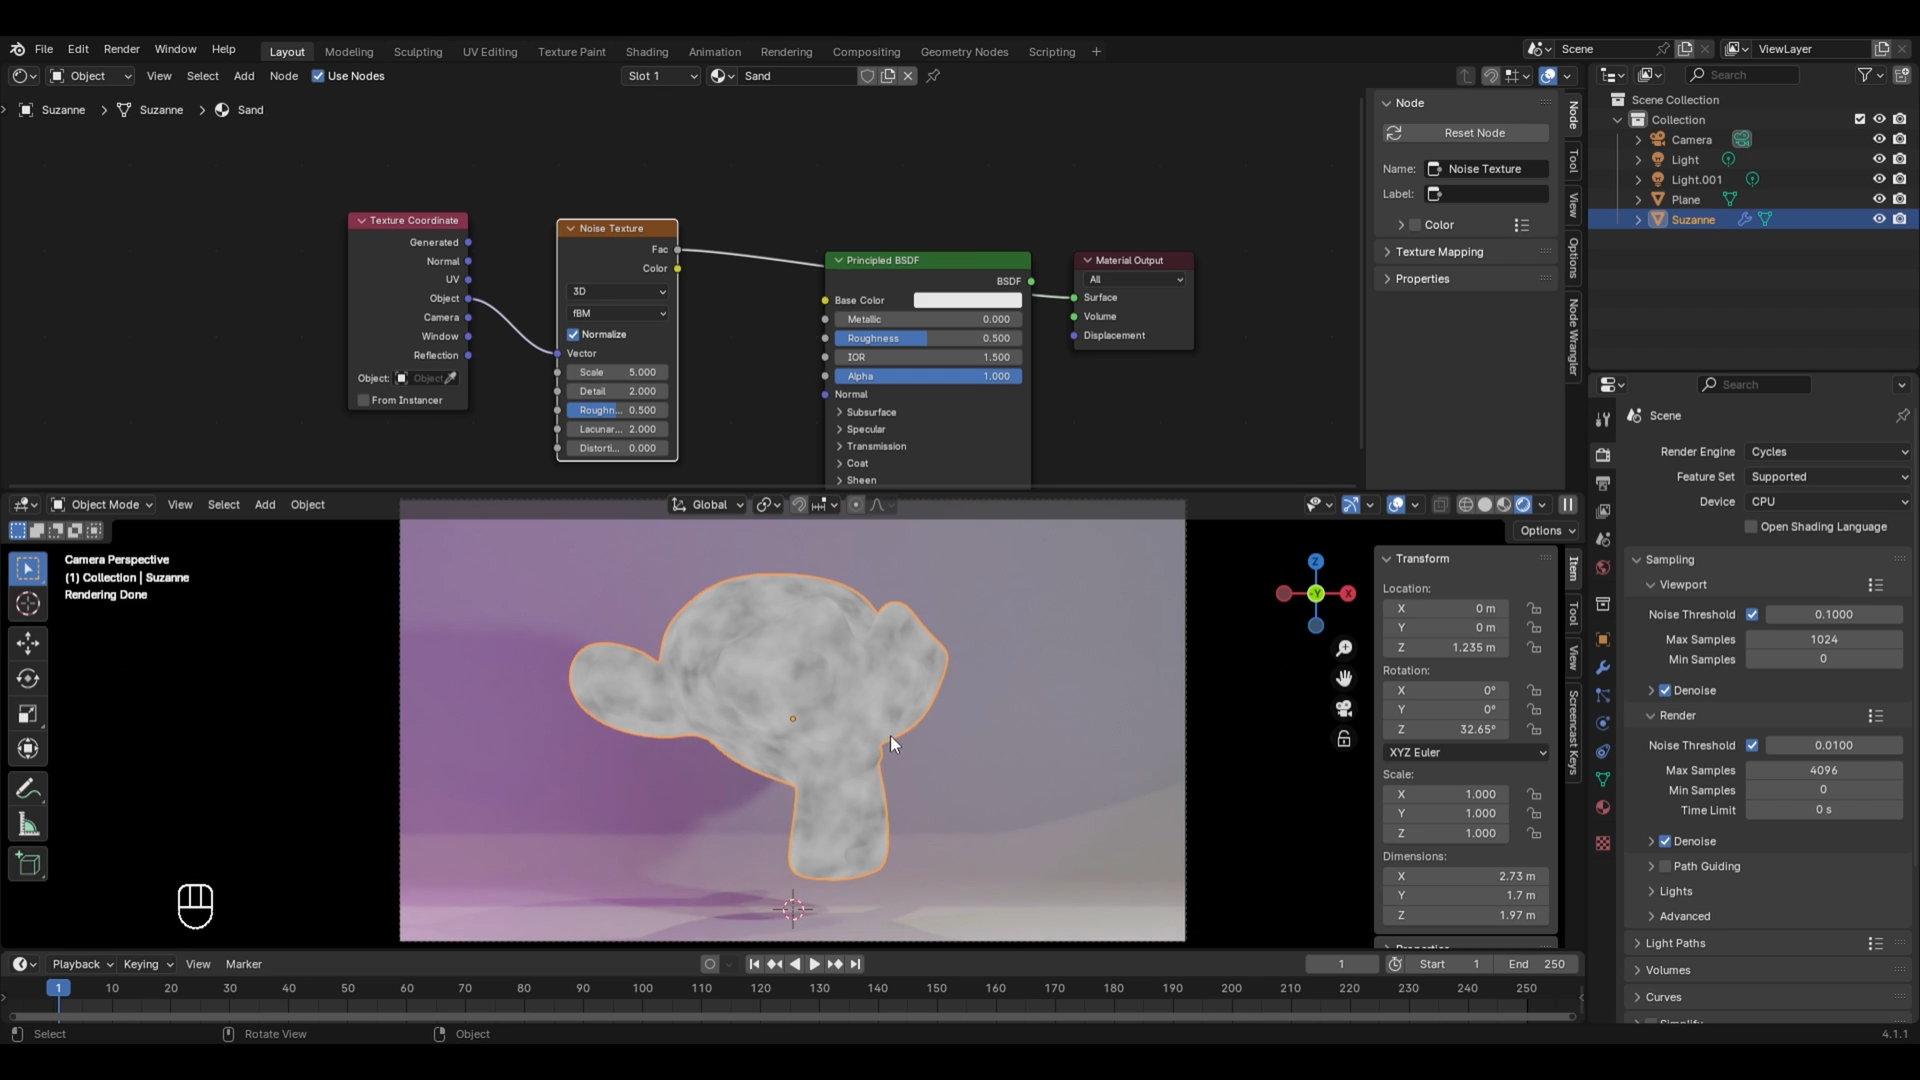 File Edit Render Window Help Layout Modeling Sculpting UV Editing Texture Paint Shading Animation Rendering Compositing Geometry Nodes Scripting + Scene ViewLayer
Object View Select Add Node Use Nodes Slot 1 Sand Search
Suzanne > Suzanne > Sand
Scene Collection
Collection
Camera
Light
Light.001
Plane
Suzanne
Node
Reset Node
Name: Noise Texture
Label:
Color
Texture Mapping
Properties
Node
Tool
View
Options
Node Wrangler
Texture Coordinate
Generated
Normal
UV
Object
Camera
Window
Reflection
Object: Object
From Instancer
Noise Texture
Fac
Color
3D
fBM
Normalize
Vector
Scale 5.000
Detail 2.000
Roughn... 0.500
Lacunar... 2.000
Distorti... 0.000
Principled BSDF
BSDF
Base Color
Metallic 0.000
Roughness 0.500
IOR 1.500
Alpha 1.000
Normal
Subsurface
Specular
Transmission
Coat
Sheen
Material Output
All
Surface
Volume
Displacement
Object Mode View Select Add Object Global
Options
Camera Perspective
(1) Collection | Suzanne
Rendering Done
Z
-Y X
Transform
Location:
X 0 m
Y 0 m
Z 1.235 m
Rotation:
X 0°
Y 0°
Z 32.65°
XYZ Euler
Scale:
X 1.000
Y 1.000
Z 1.000
Dimensions:
X 2.73 m
Y 1.7 m
Z 1.97 m
Item
Tool
View
Screencast Keys
Search
Scene
Render Engine Cycles
Feature Set Supported
Device CPU
Open Shading Language
Sampling
Viewport
Noise Threshold 0.1000
Max Samples 1024
Min Samples 0
Denoise
Render
Noise Threshold 0.0100
Max Samples 4096
Min Samples 0
Time Limit 0 s
Denoise
Path Guiding
Lights
Advanced
Light Paths
Volumes
Curves
Playback Keying View Marker 1 Start 1 End 250
1 10 20 30 40 50 60 70 80 90 100 110 120 130 140 150 160 170 180 190 200 210 220 230 240 250
Select Rotate View Object 4.1.1